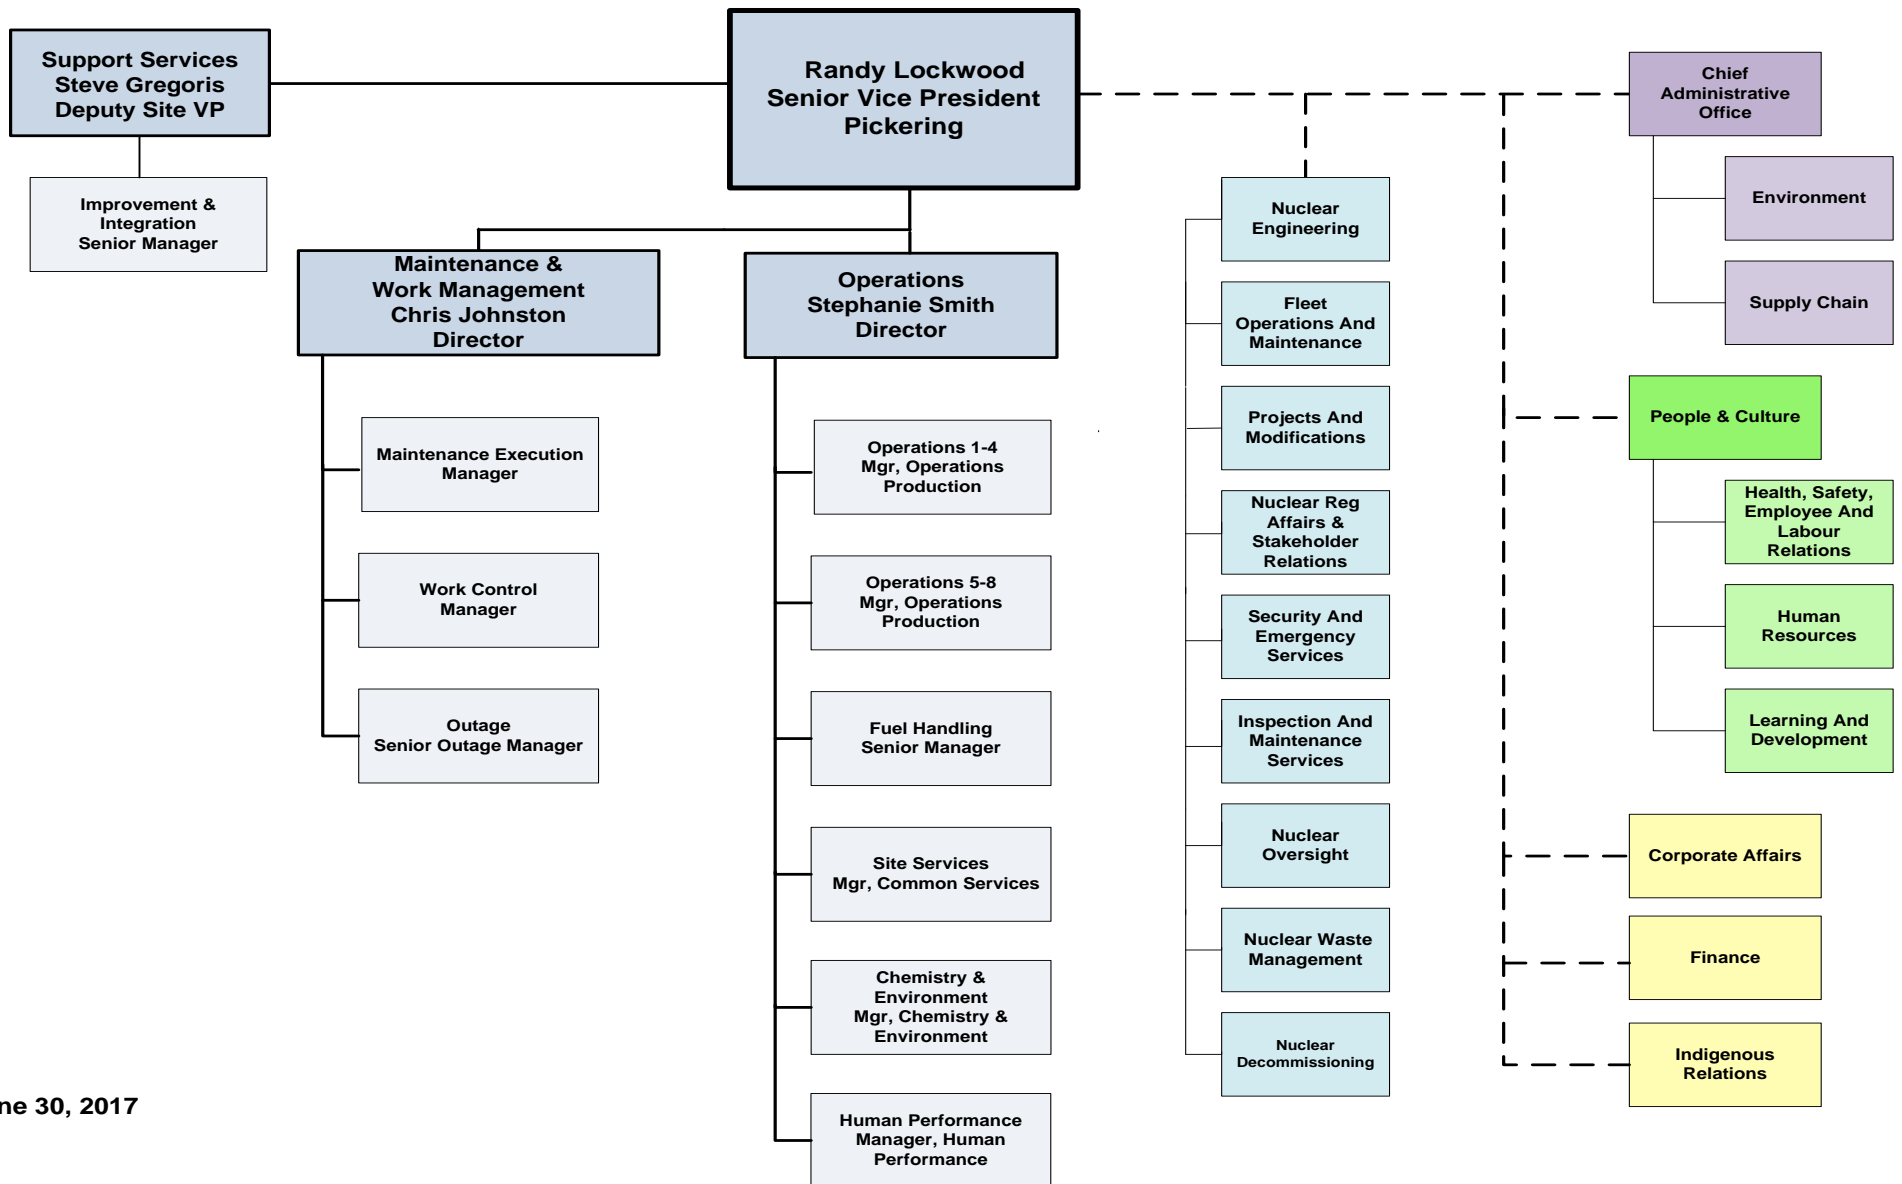 Support Services
Steve Gregoris
Deputy Site VP
Improvement &
Integration
Senior Manager
Randy Lockwood
Senior Vice President
Pickering
Maintenance &
Work Management
Chris Johnston
Director
Maintenance Execution
Manager
Work Control
Manager
Outage
Senior Outage Manager
Operations
Stephanie Smith
Director
Operations 1-4
Mgr, Operations
Production
Operations 5-8
Mgr, Operations
Production
Fuel Handling
Senior Manager
Site Services
Mgr, Common Services
Chemistry &
Environment
Mgr, Chemistry &
Environment
Human Performance
Manager, Human
Performance
Nuclear
Engineering
Fleet
Operations And
Maintenance
Projects And
Modifications
Nuclear Reg
Affairs &
Stakeholder
Relations
Security And
Emergency
Services
Inspection And
Maintenance
Services
Nuclear
Oversight
Nuclear Waste
Management
Nuclear
Decommissioning
Chief
Administrative
Office
Environment
Supply Chain
People & Culture
Health, Safety,
Employee And
Labour
Relations
Human
Resources
Learning And
Development
Corporate Affairs
Finance
Indigenous
Relations
ne 30, 2017